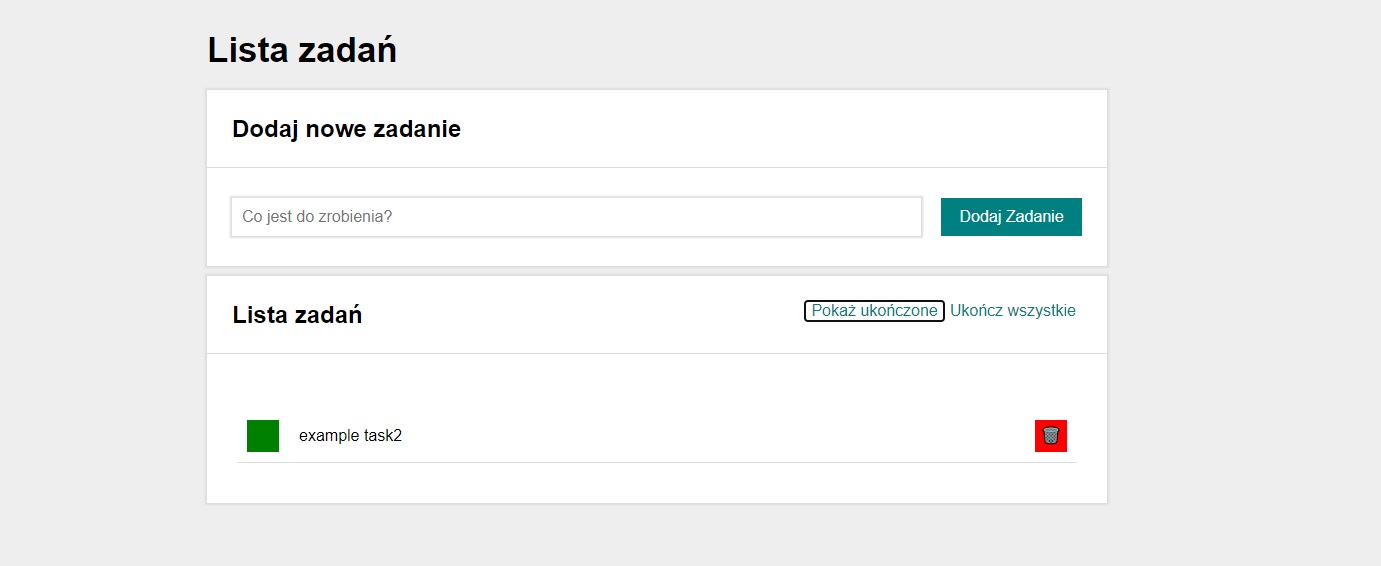 Lista zadań
Dodaj nowe zadanie
Co jest do zrobienia?
Dodaj Zadanie
Lista zadań
Pokaż ukończone Ukończ wszystkie
example task2